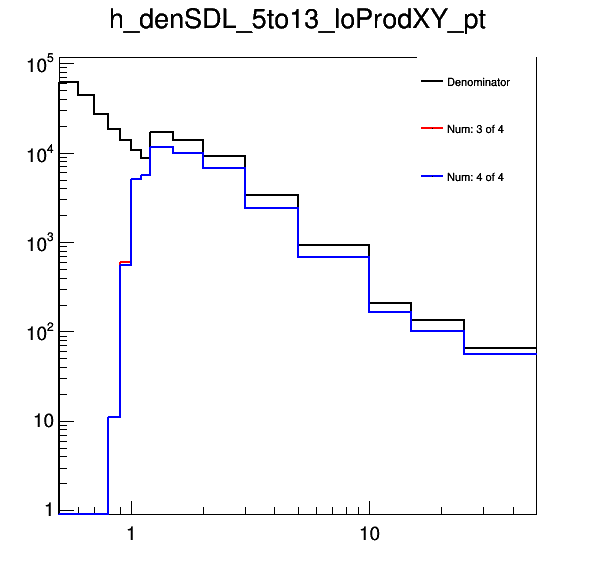 h_denSDL_5to13_loProdXY_pt
10^5
Denominator
Num: 3 of 4
10^4
Num: 4 of 4
10^3
10^2
10
1
1 10